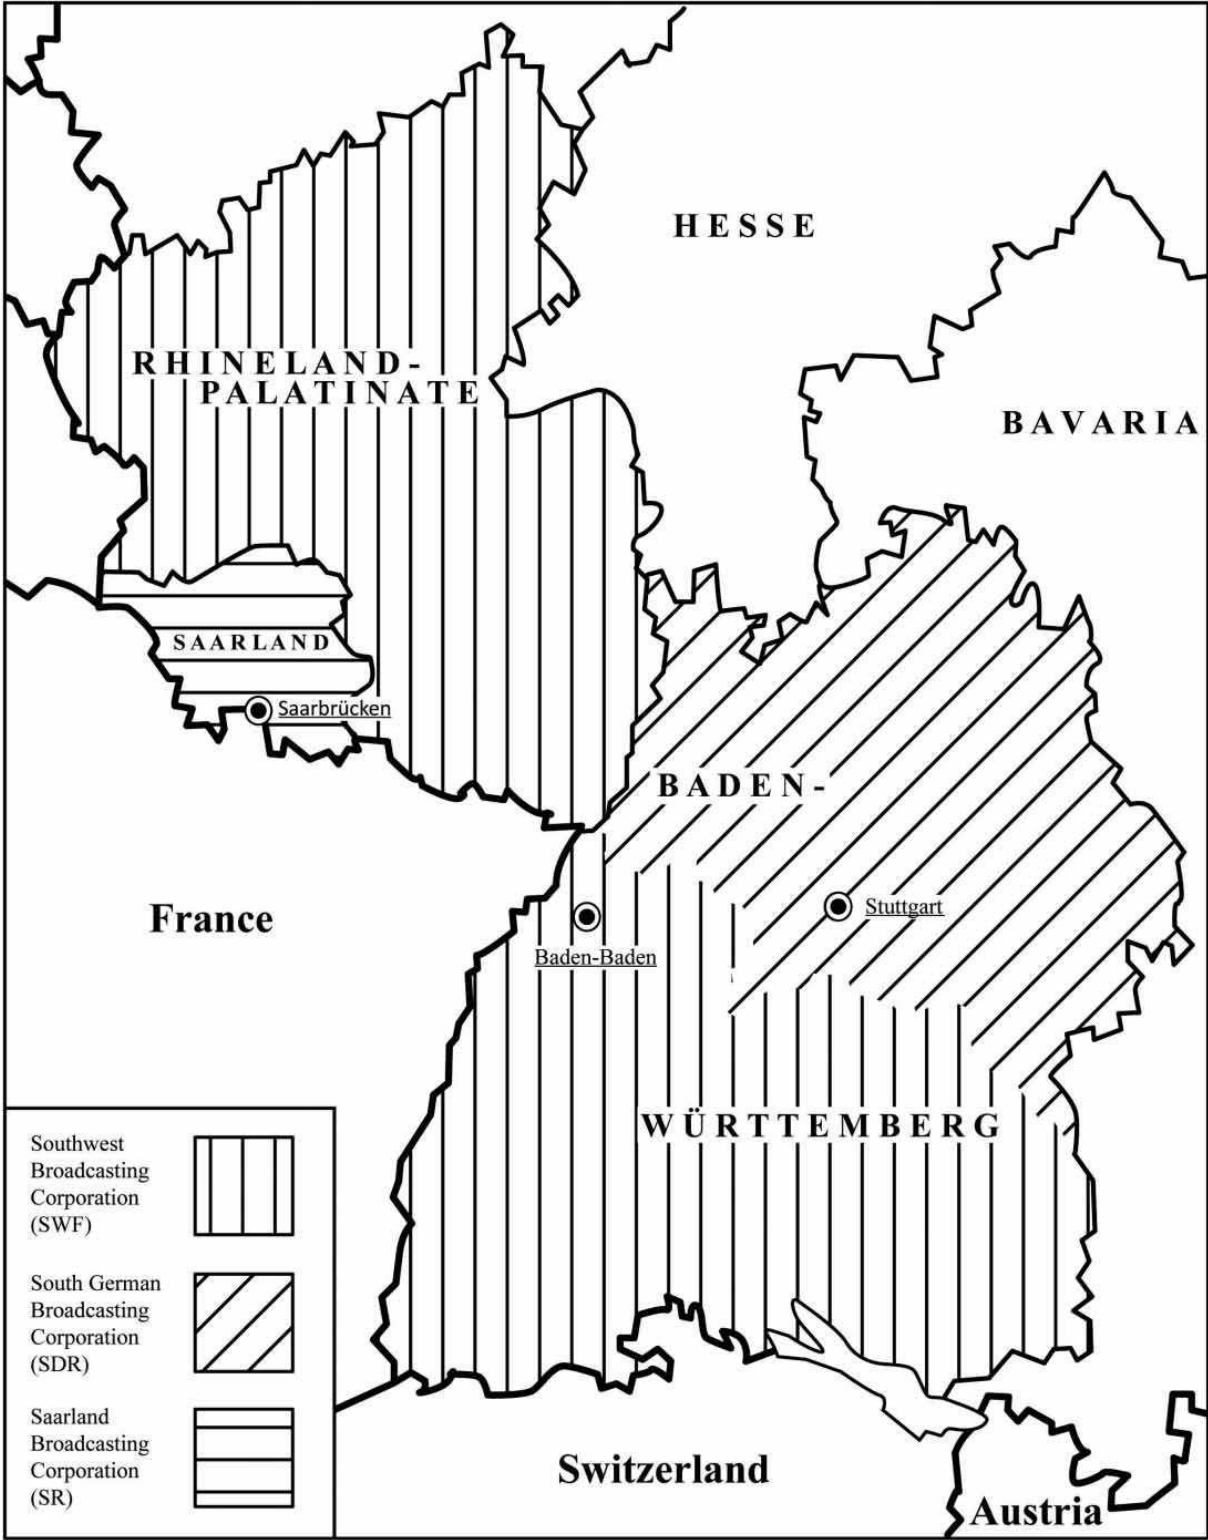 HESSE
RHINELAND-
PALATINATE
BAVARIA
SAARLAND
Saarbrücken
BADEN-
Stuttgart
France
Baden-Baden
WÜRTTEMBERG
Southwest
Broadcasting
Corporation
(SWF)
South German
Broadcasting
Corporation
(SDR)
Saarland
Broadcasting
Corporation
(SR)
Switzerland
Austria